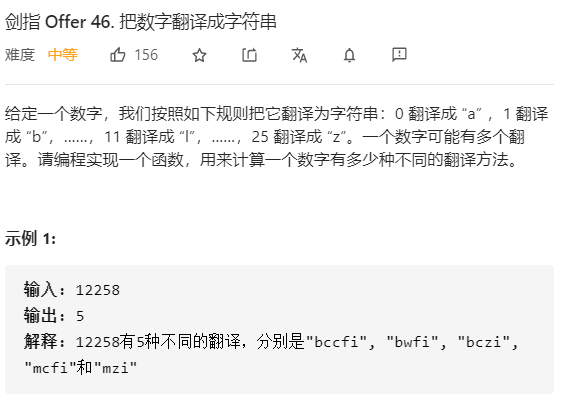 剑指 Offer 46. 把数字翻译成字符串
难度 中等 156
给定一个数字，我们按照如下规则把它翻译为字符串：0 翻译成 “a” ，1 翻译
成 “b”，……，11 翻译成 “l”，……，25 翻译成 “z”。一个数字可能有多个翻
译。请编程实现一个函数，用来计算一个数字有多少种不同的翻译方法。
示例 1:
输入: 12258
输出: 5
解释: 12258有5种不同的翻译，分别是"bccfi", "bwfi", "bczi",
"mcfi"和"mzi"